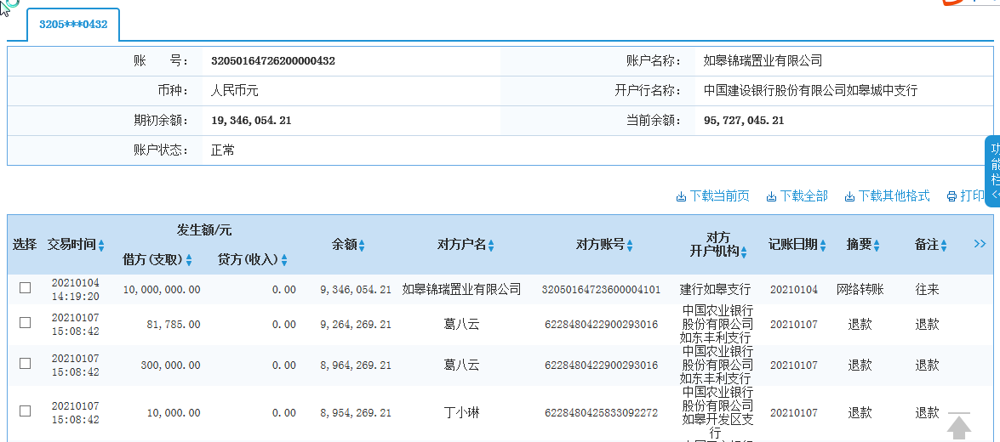 3205***0432
账 号： 32050164726200000432 账户名称： 如皋锦瑞置业有限公司
币种： 人民币元 开户行名称： 中国建设银行股份有限公司如皋城中支行
期初余额： 19,346,054.21 当前余额： 95,727,045.21
账户状态： 正常
功能栏
<<
下载当前页 下载全部 下载其他格式 打印
选择 交易时间 发生额/元 余额 对方户名 对方账号 对方 记账日期 摘要 备注 >>
借方(支取) 贷方(收入) 开户机构
20210104 14:19:20 10,000,000.00 0.00 9,346,054.21 如皋锦瑞置业有限公司 32050164723600004101 建行如皋支行 20210104 网络转账 往来
20210107 15:08:42 81,785.00 0.00 9,264,269.21 葛八云 6228480422900293016 中国农业银行股份有限公司如东丰利支行 20210107 退款 退款
20210107 15:08:42 300,000.00 0.00 8,964,269.21 葛八云 6228480422900293016 中国农业银行股份有限公司如东丰利支行 20210107 退款 退款
20210107 15:08:42 10,000.00 0.00 8,954,269.21 丁小琳 6228480425833092272 中国农业银行股份有限公司如皋开发区支行 20210107 退款 退款